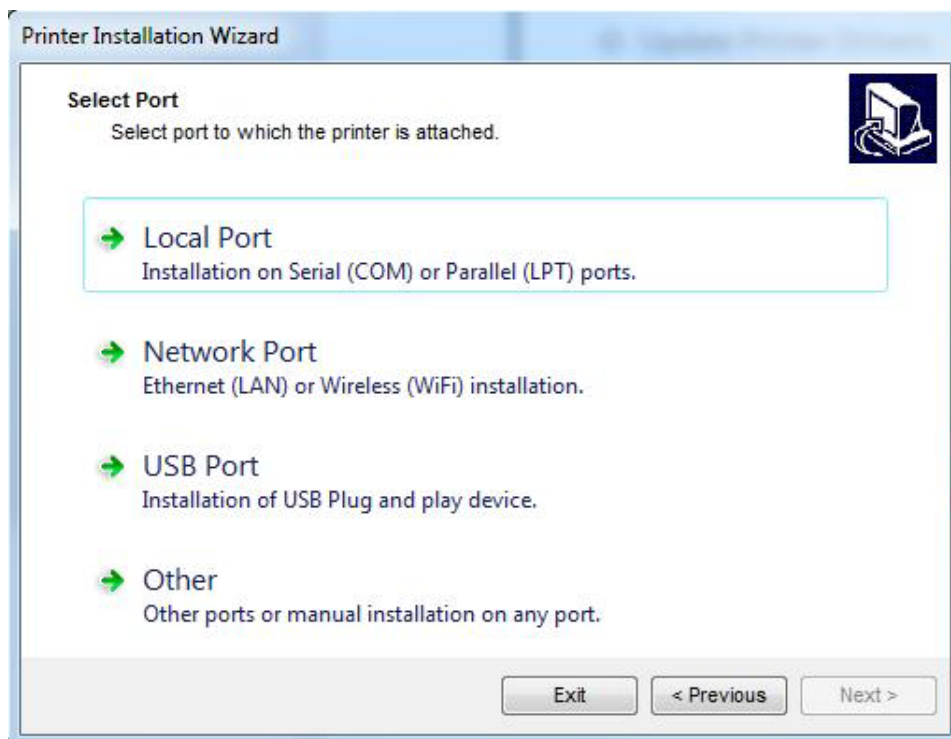 Printer Installation Wizard
Select Port
Select port to which the printer is attached.
Local Port
Installation on Serial (COM) or Parallel (LPT) ports.
Network Port
Ethernet (LAN) or Wireless (WiFi) installation.
USB Port
Installation of USB Plug and play device.
Other
Other ports or manual installation on any port.
Exit
< Previous
Next >